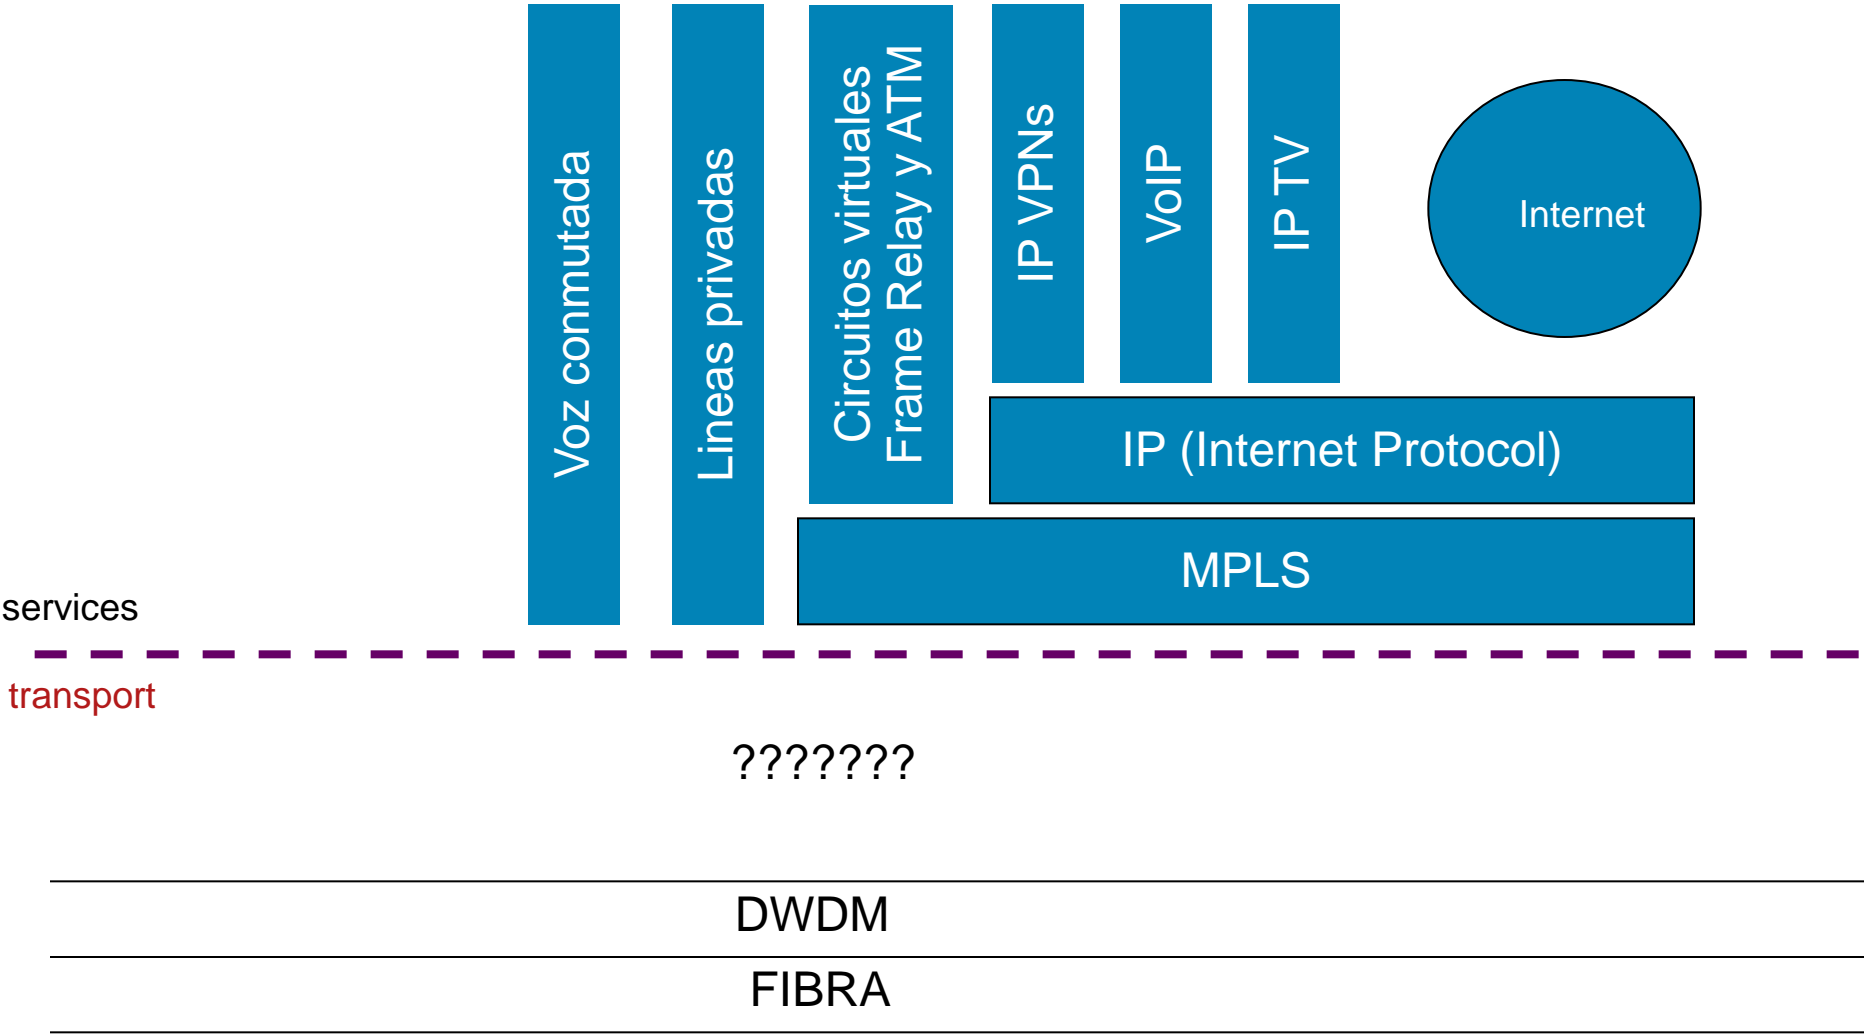 Voz conmutada
Lineas privadas
Circuitos virtuales
Frame Relay y ATM
IP VPNs
VoIP
IP TV
Internet
IP (Internet Protocol)
MPLS
services
transport
???????
DWDM
FIBRA